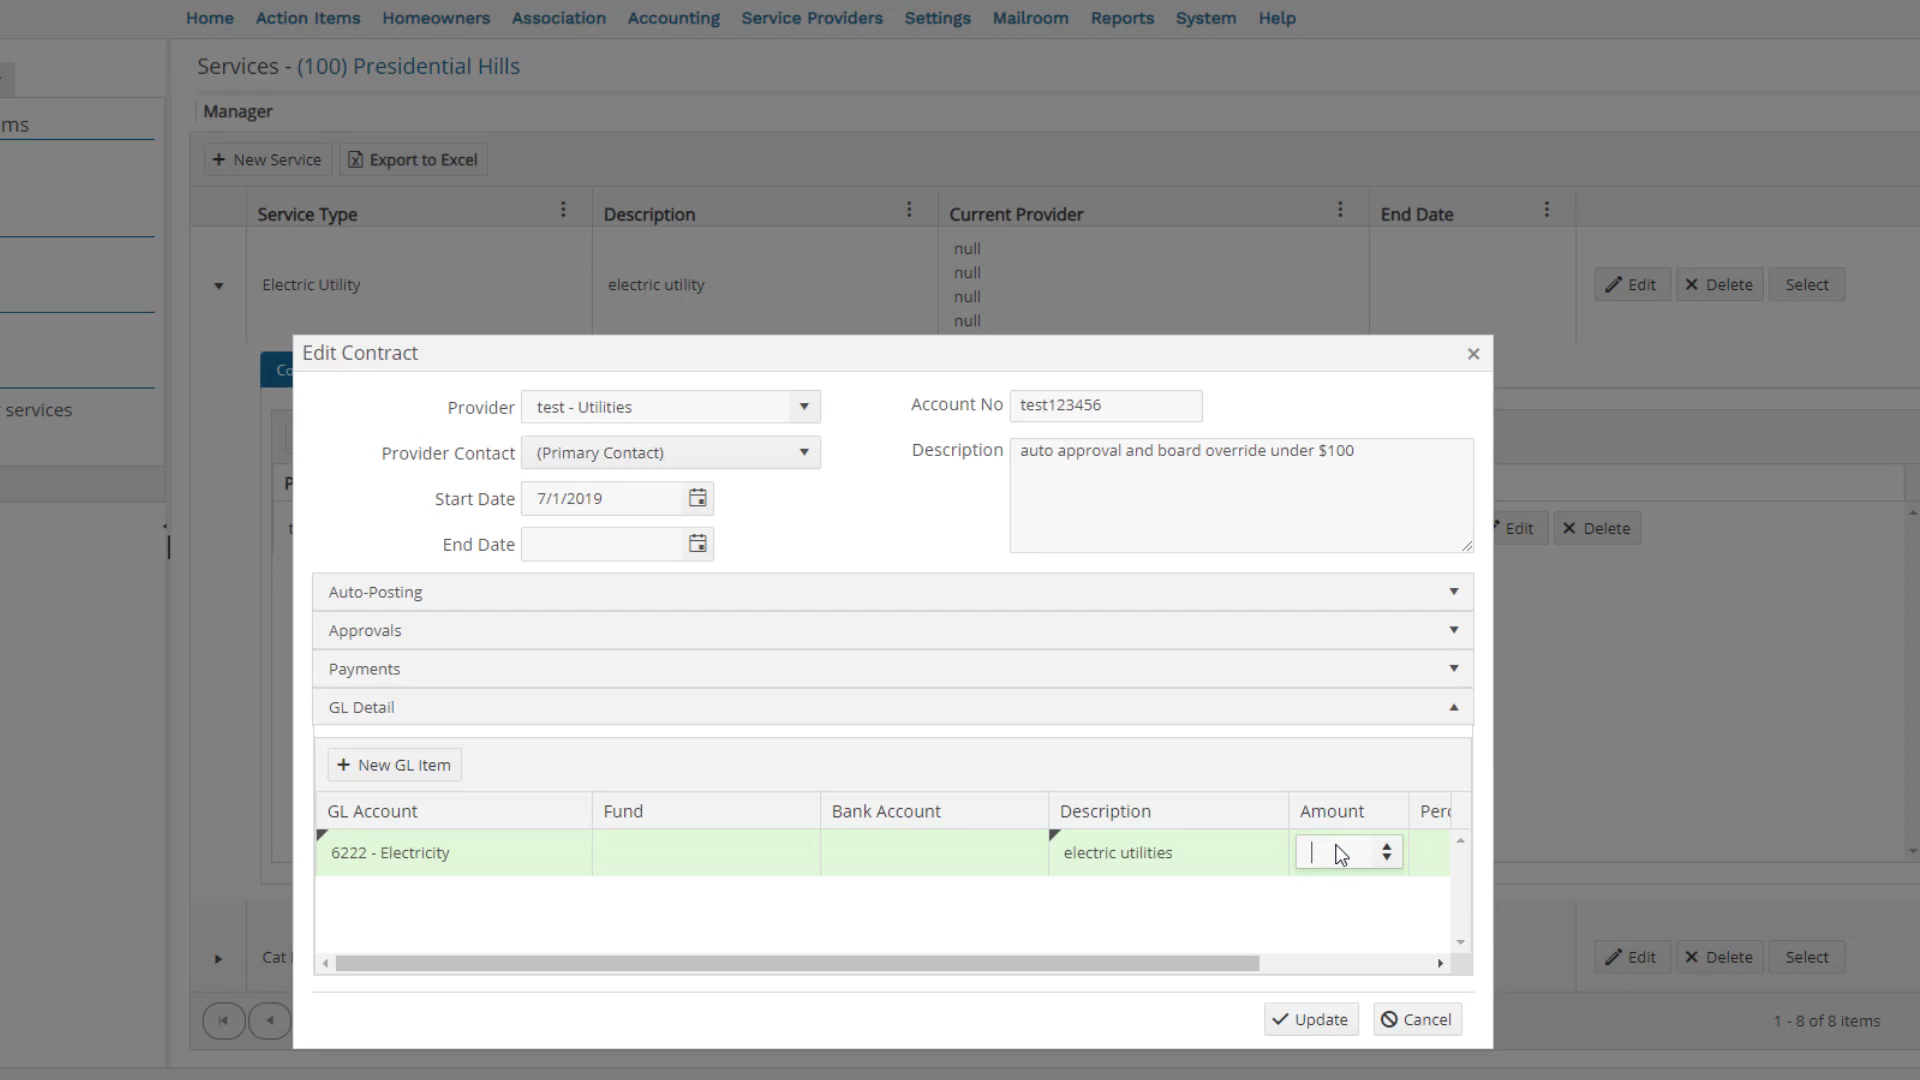 Home Action Items Homeowners Association Accounting Service Providers Settings Mailroom Reports System Help
Services - (100) Presidential Hills
Manager
ms
New Service Export to Excel
Service Type Description Current Provider End Date
null
null
Electric Utility electric utility Edit Delete Select
null
null
Edit Contract
Co
Provider test - Utilities Account No test123456
services
Provider Contact (Primary Contact) Description auto approval and board override under $100
P
Start Date 7/1/2019
t Edit Delete
End Date
Auto-Posting
Approvals
Payments
GL Detail
New GL Item
GL Account Fund Bank Account Description Amount Perc
6222 - Electricity electric utilities
Cat Edit Delete Select
Update Cancel
1 - 8 of 8 items